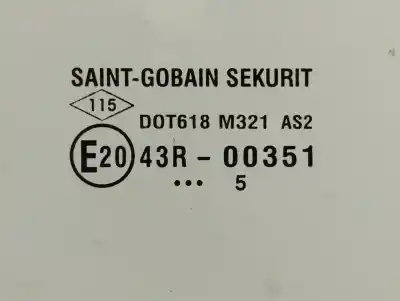 SAINT-GOBAIN SEKURIT
115
DOT618 M321 AS2
E20 43R - 00351
••• 5